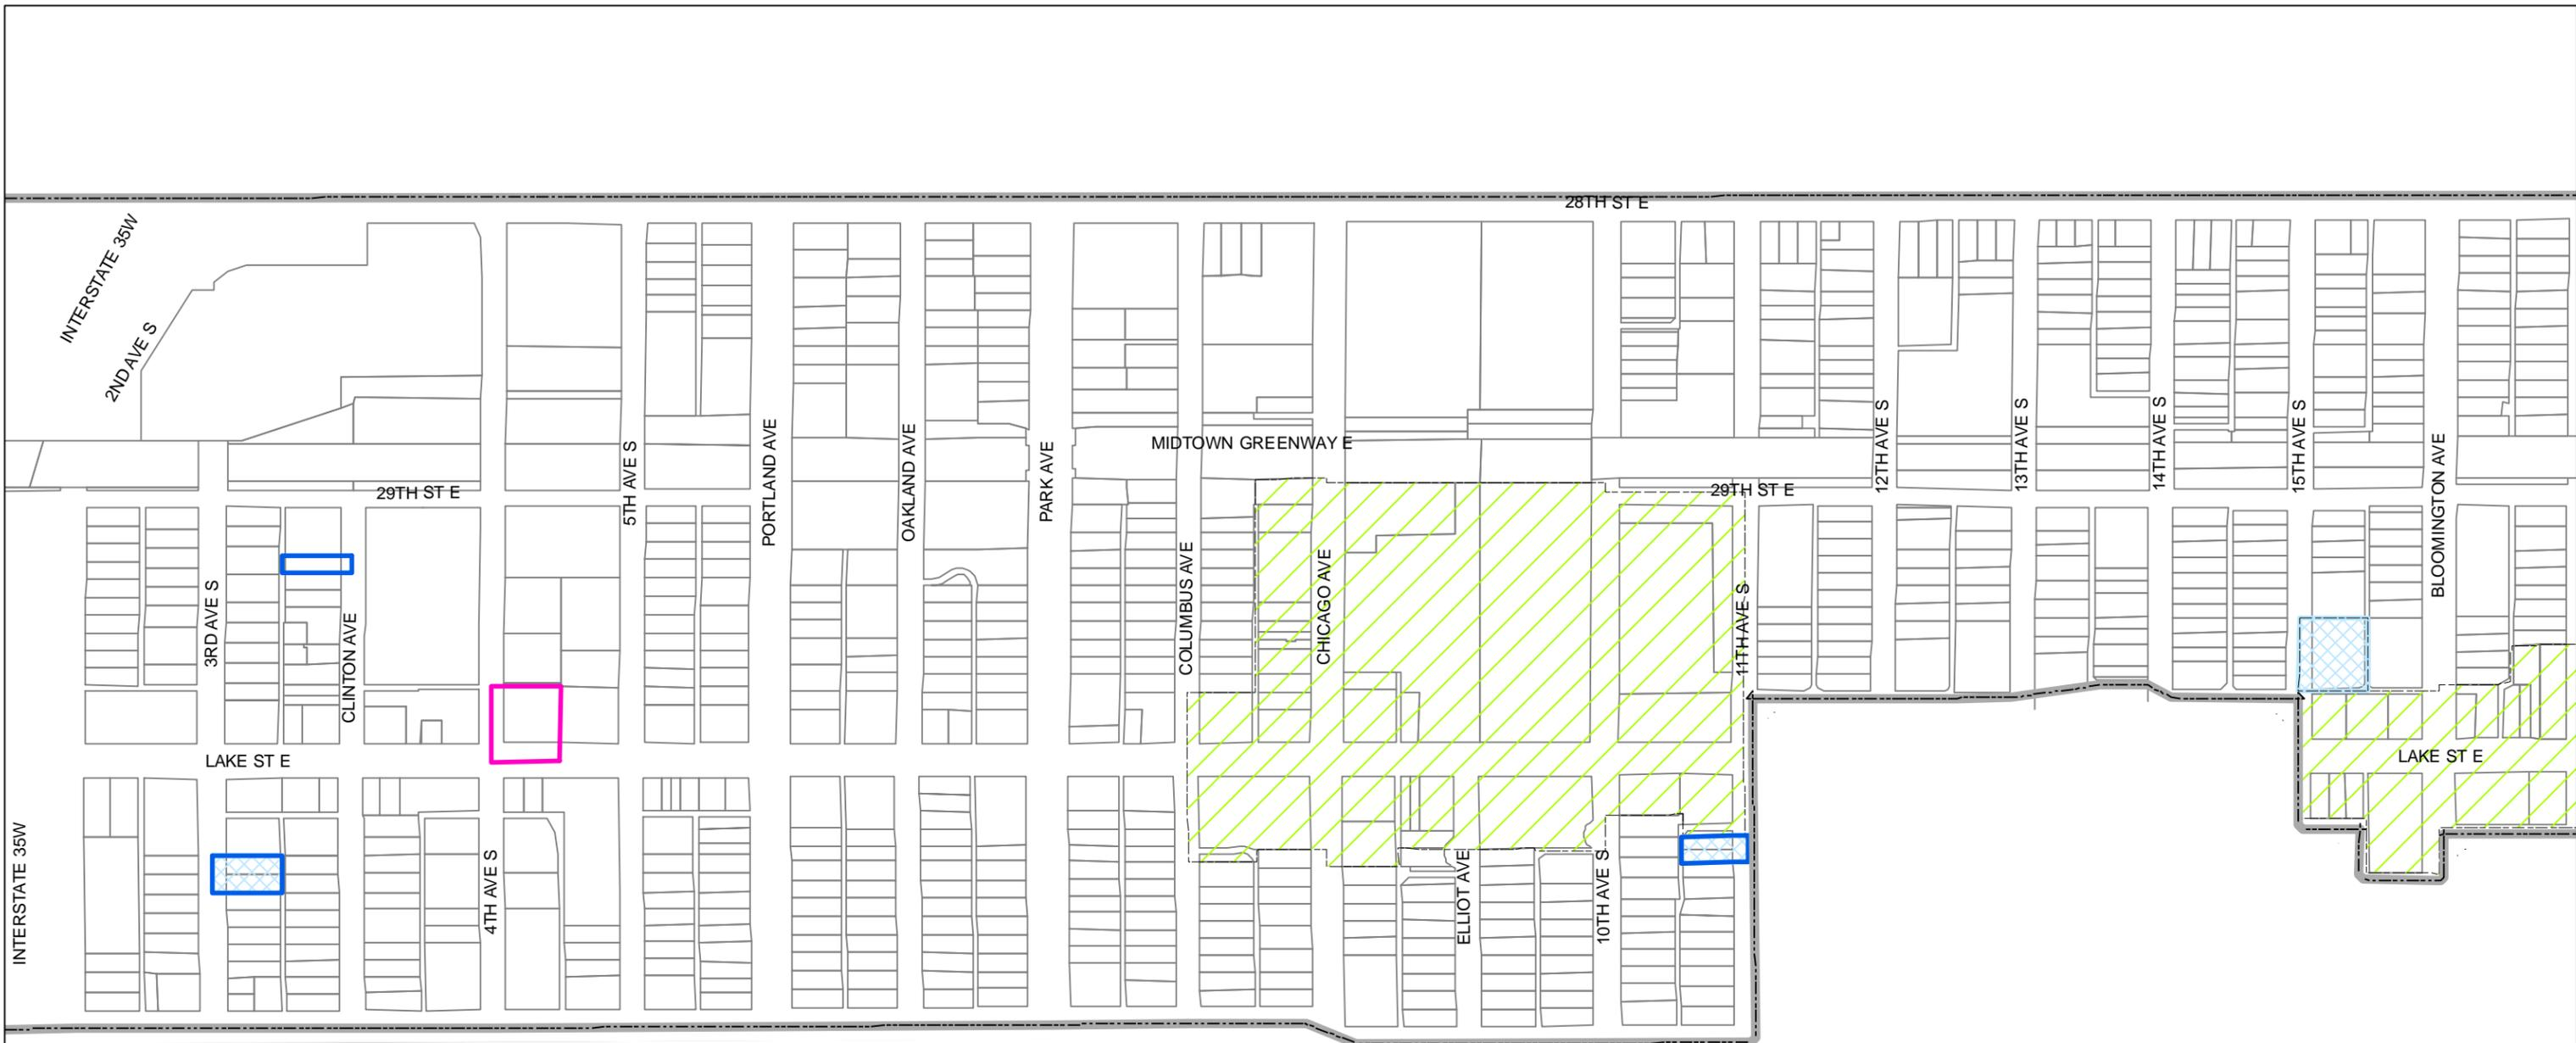 28TH ST E
INTERSTATE 35W
2ND AVE S
MIDTOWN GREENWAY E
29TH ST E
29TH ST E
5TH AVE S
PORTLAND AVE
OAKLAND AVE
PARK AVE
12TH AVE S
13TH AVE S
14TH AVE S
15TH AVE S
BLOOMINGTON AVE
3RD AVE S
CLINTON AVE
COLUMBUS AVE
CHICAGO AVE
11TH AVE S
LAKE ST E
LAKE ST E
INTERSTATE 35W
4TH AVE S
ELLIOT AVE
10TH AVE S